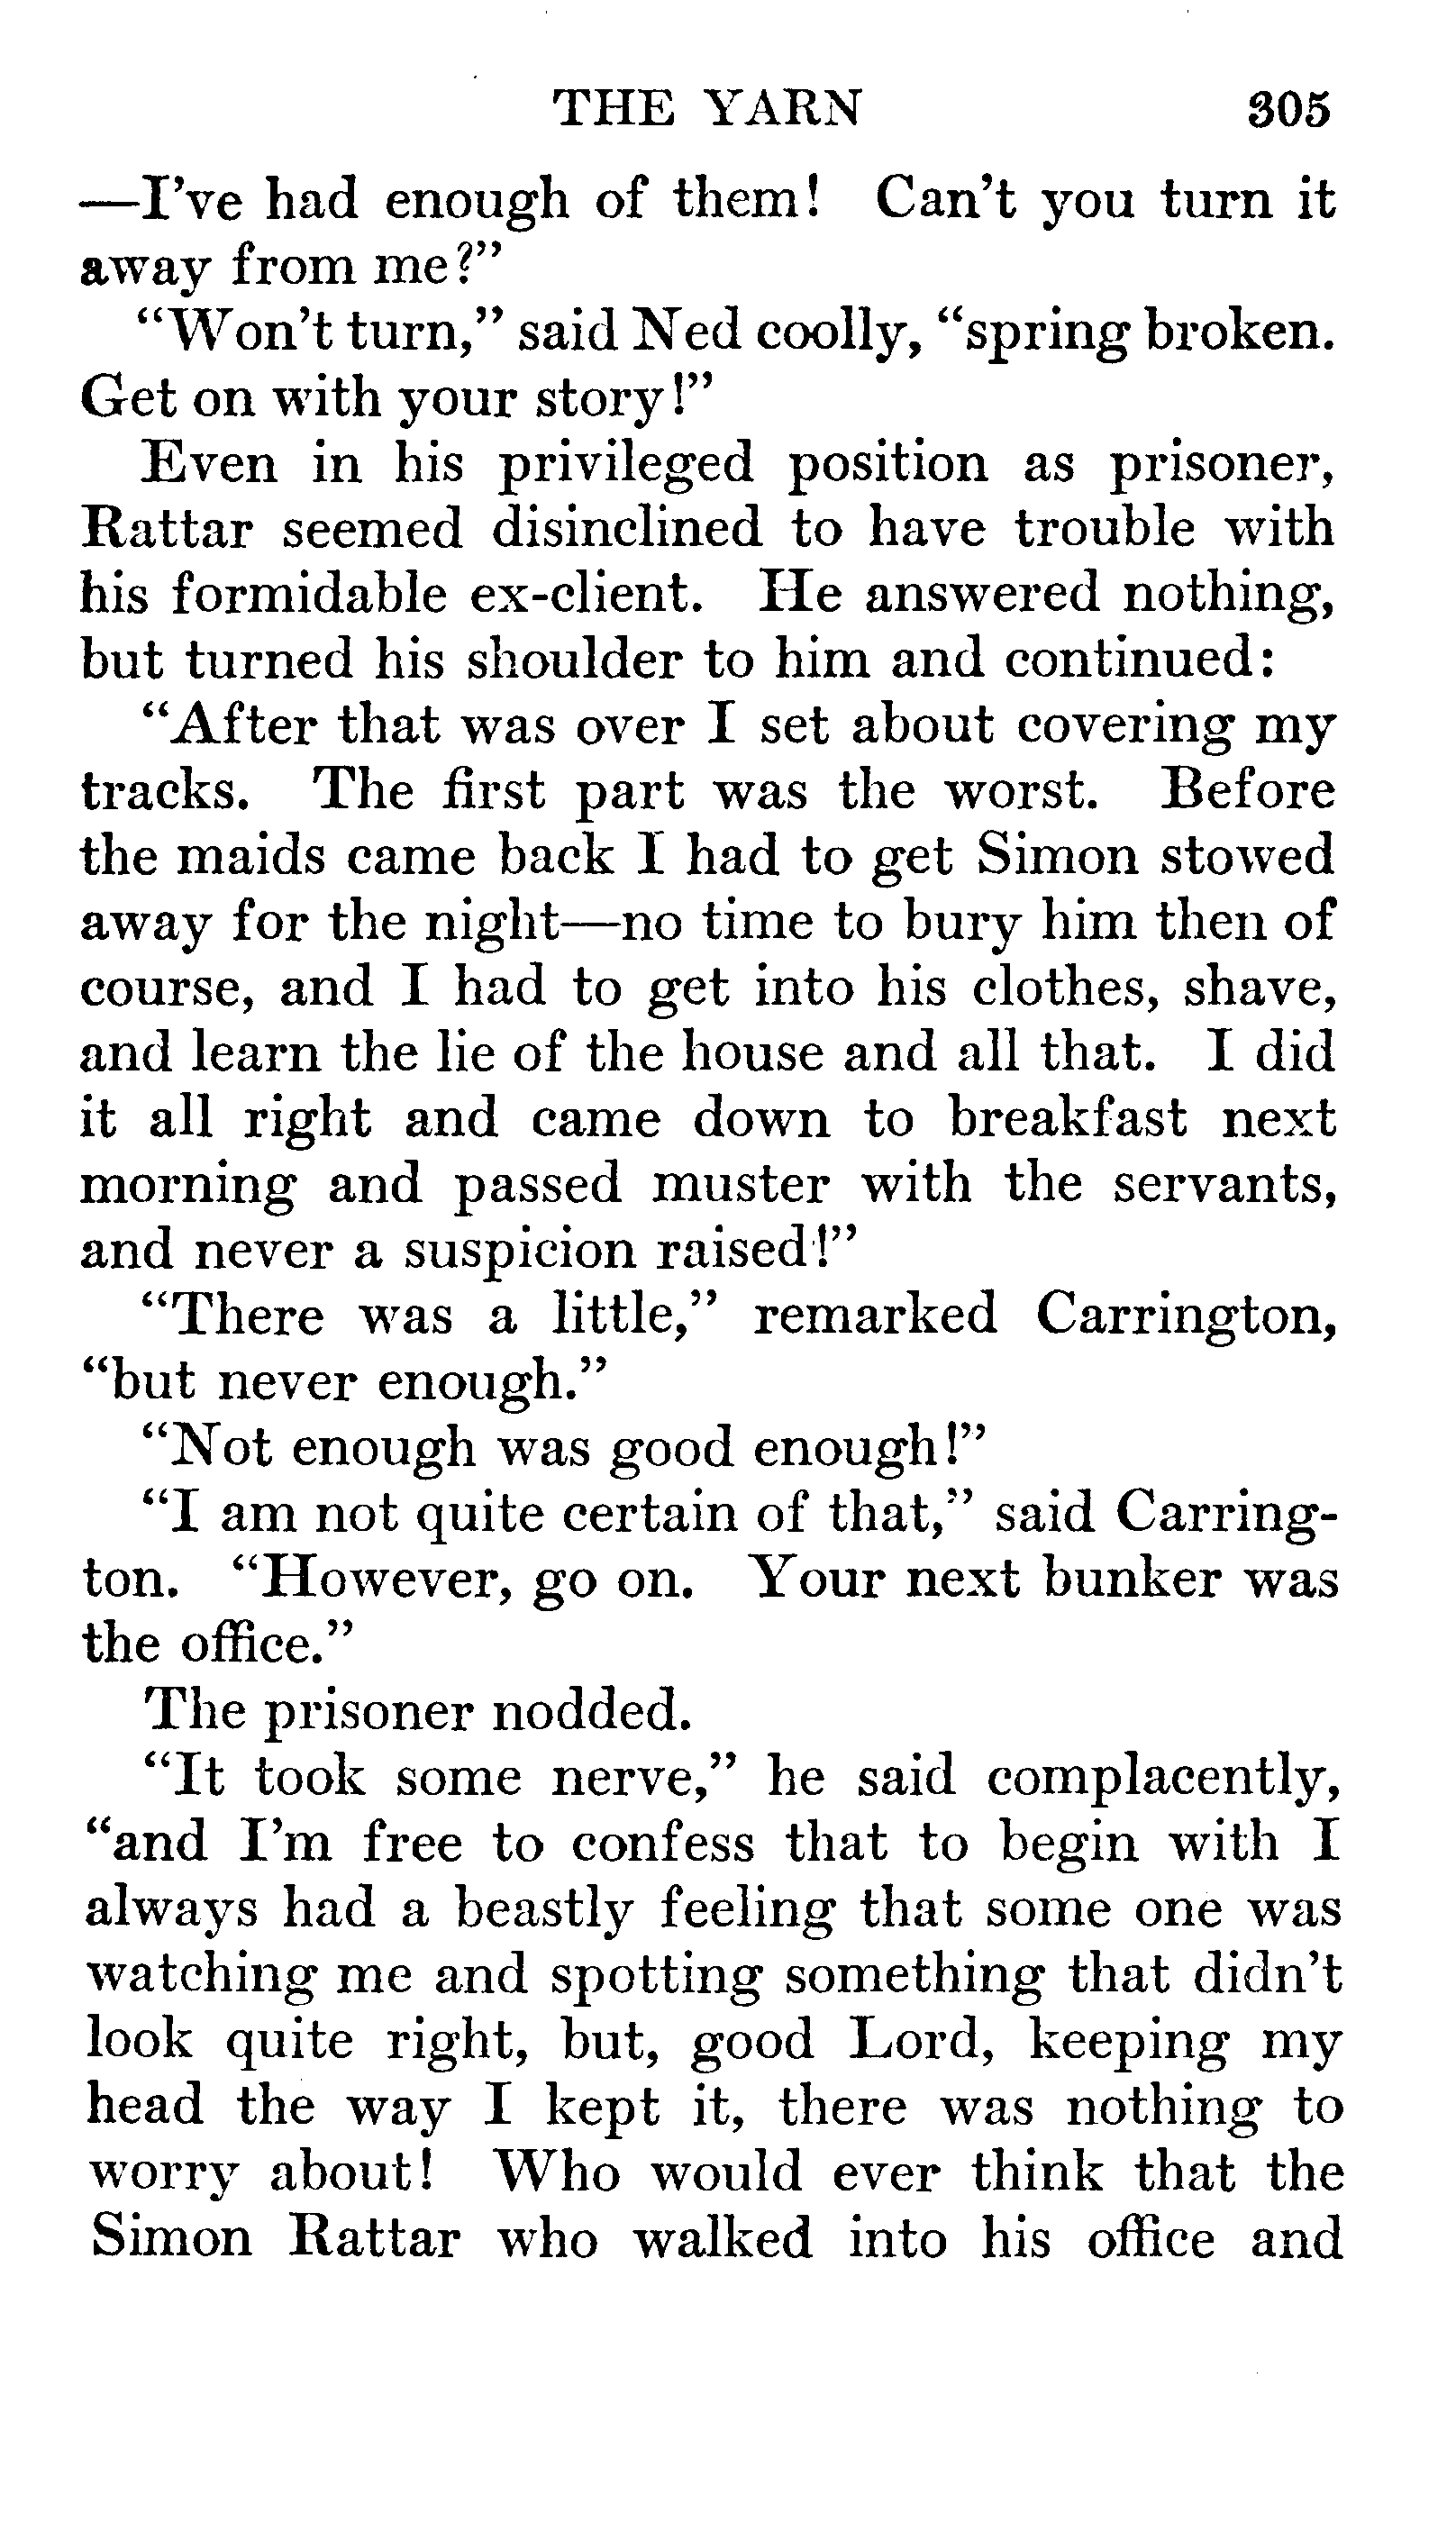 THE YARN 305
—I've had enough of them! Can't you turn it
away from me?"
"Won't turn," said Ned coolly, "spring broken.
Get on with your story!"
Even in his privileged position as prisoner,
Rattar seemed disinclined to have trouble with
his formidable ex-client. He answered nothing,
but turned his shoulder to him and continued:
"After that was over I set about covering my
tracks. The first part was the worst. Before
the maids came back I had to get Simon stowed
away for the night—no time to bury him then of
course, and I had to get into his clothes, shave,
and learn the lie of the house and all that. I did
it all right and came down to breakfast next
morning and passed muster with the servants,
and never a suspicion raised!"
"There was a little," remarked Carrington,
"but never enough."
"Not enough was good enough!"
"I am not quite certain of that," said Carring-
ton. "However, go on. Your next bunker was
the office."
The prisoner nodded.
"It took some nerve," he said complacently,
"and I'm free to confess that to begin with I
always had a beastly feeling that some one was
watching me and spotting something that didn't
look quite right, but, good Lord, keeping my
head the way I kept it, there was nothing to
worry about! Who would ever think that the
Simon Rattar who walked into his office and